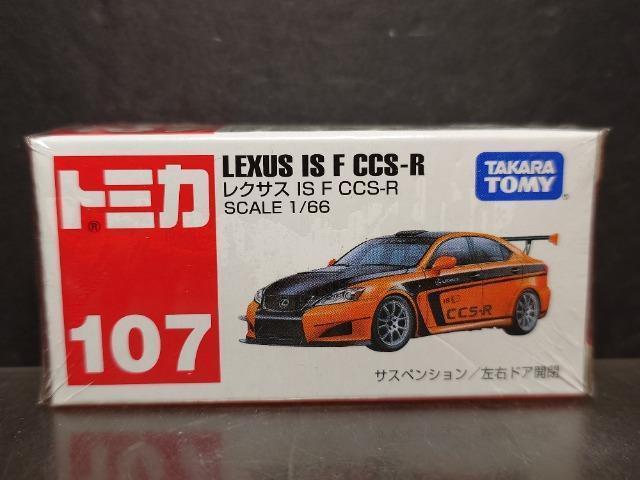 トミカ
®
107
LEXUS IS F CCS-R
レクサス IS F CCS-R
SCALE 1/66
TAKARA
TOMY
CCS-R
サスペンション/左右ドア開閉